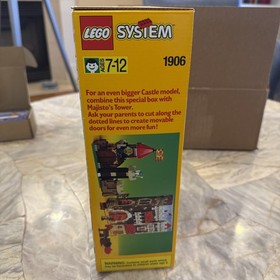 LEGO SYSTEM
AGES 7-12
1906
For an even bigger Castle model,
combine this special box with
Majisto's Tower.
Ask your parents to cut along the
dotted lines to create movable
doors for even more fun!